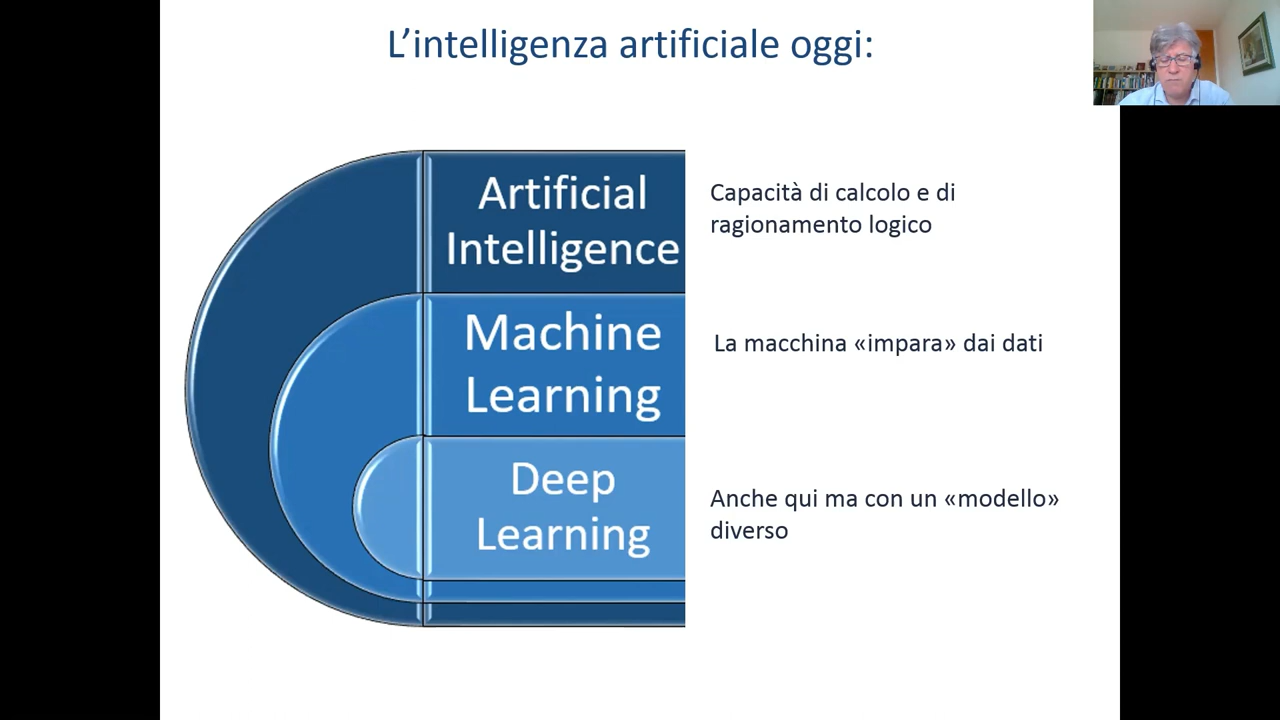 L’intelligenza artificiale oggi:
Artificial
Intelligence
Capacità di calcolo e di
ragionamento logico
Machine
Learning
La macchina «impara» dai dati
Deep
Learning
Anche qui ma con un «modello»
diverso